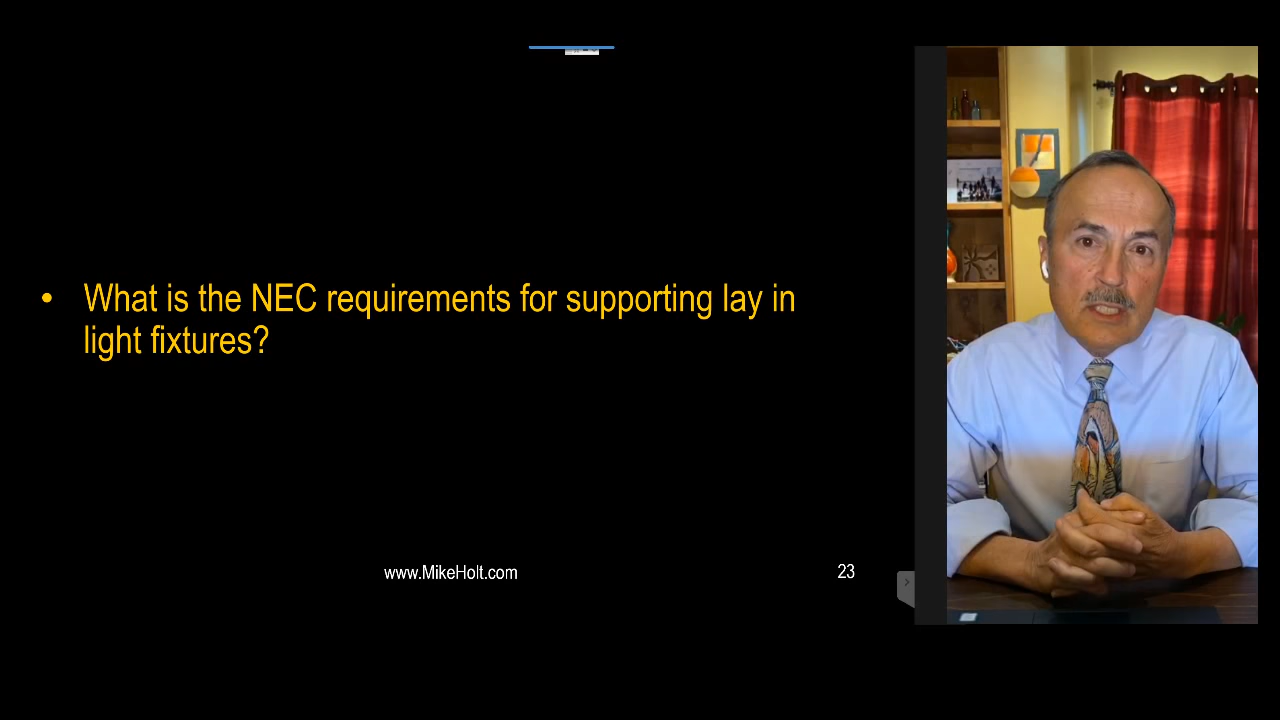 • What is the NEC requirements for supporting lay in
light fixtures?
www.MikeHolt.com
23